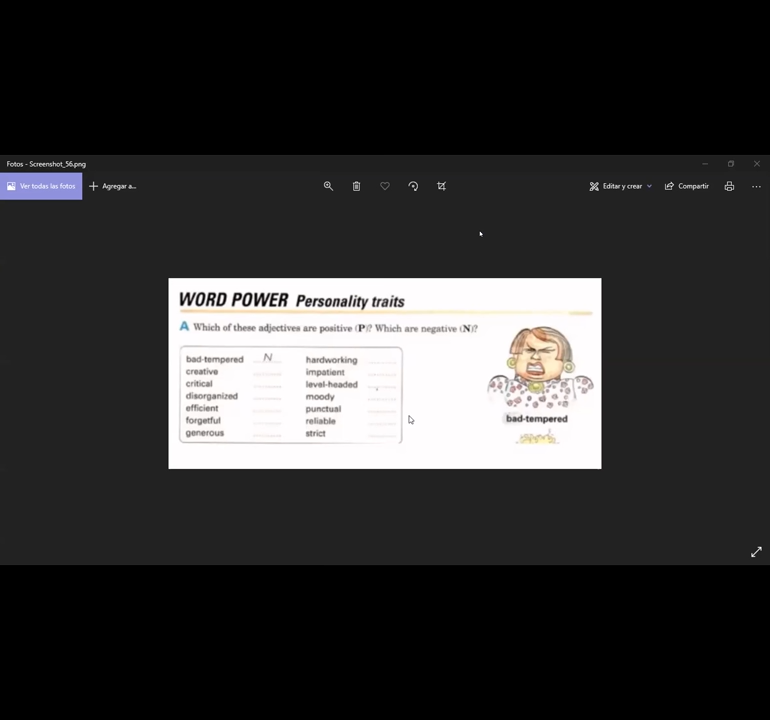 Fotos - Screenshot_56.png
Ver todas las fotos
Agregar a...
Editar y crear
Compartir
WORD POWER Personality traits
A Which of these adjectives are positive (P)? Which are negative (N)?
bad-tempered N
creative
critical
disorganized
efficient
forgetful
generous
hardworking
impatient
level-headed
moody
punctual
reliable
strict
bad-tempered